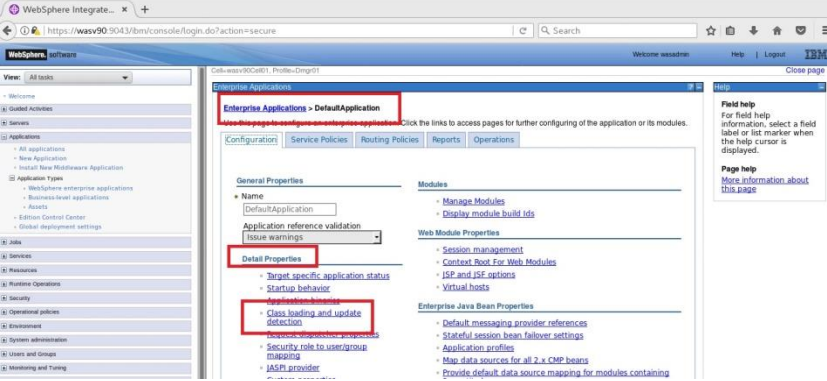 WebSphere Integrate... × +
https://wasv90:9043/ibm/console/login.do?action=secure
Search
WebSphere. software
Welcome wasadmin
Help | Logout
IBM
View: All tasks
Cell=wasv90Cell01, Profile=Dmgr01
Close page
Welcome
Guided Activities
Servers
Applications
All applications
New Application
Install New Middleware Application
Application Types
WebSphere enterprise applications
Business-level applications
Assets
Edition Control Center
Global deployment settings
Jobs
Services
Resources
Runtime Operations
Security
Operational policies
Environment
System administration
Users and Groups
Monitoring and Tuning
Enterprise Applications
Enterprise Applications > DefaultApplication
Use this page to configure an enterprise application. Click the links to access pages for further configuring of the application or its modules.
Configuration Service Policies Routing Policies Reports Operations
General Properties
Name
DefaultApplication
Application reference validation
Issue warnings
Detail Properties
Target specific application status
Startup behavior
Application binaries
Class loading and update
detection
Request dispatcher properties
Security role to user/group
mapping
JASPI provider
Custom properties
Modules
Manage Modules
Display module build Ids
Web Module Properties
Session management
Context Root For Web Modules
JSP and JSF options
Virtual hosts
Enterprise Java Bean Properties
Default messaging provider references
Stateful session bean failover settings
Application profiles
Map data sources for all 2.x CMP beans
Provide default data source mapping for modules containing
Help
Field help
For field help
information, select a field
label or list marker when
the help cursor is
displayed.
Page help
More information about
this page